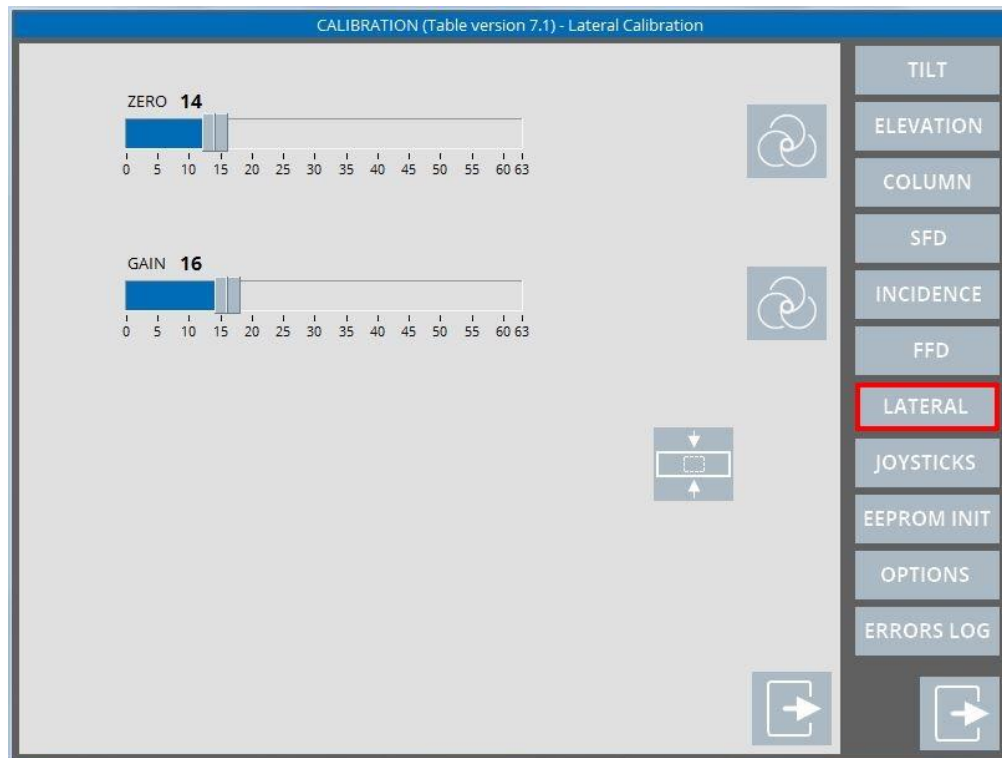 CALIBRATION (Table version 7.1) - Lateral Calibration
ZERO 14
0 5 10 15 20 25 30 35 40 45 50 55 60 63
GAIN 16
0 5 10 15 20 25 30 35 40 45 50 55 60 63
TILT
ELEVATION
COLUMN
SFD
INCIDENCE
FFD
LATERAL
JOYSTICKS
EEPROM INIT
OPTIONS
ERRORS LOG